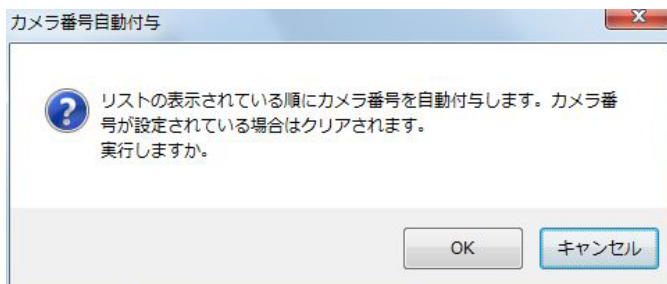 カメラ番号自動付与
リストの表示されている順にカメラ番号を自動付与します。カメラ番
号が設定されている場合はクリアされます。
実行しますか。
OK キャンセル